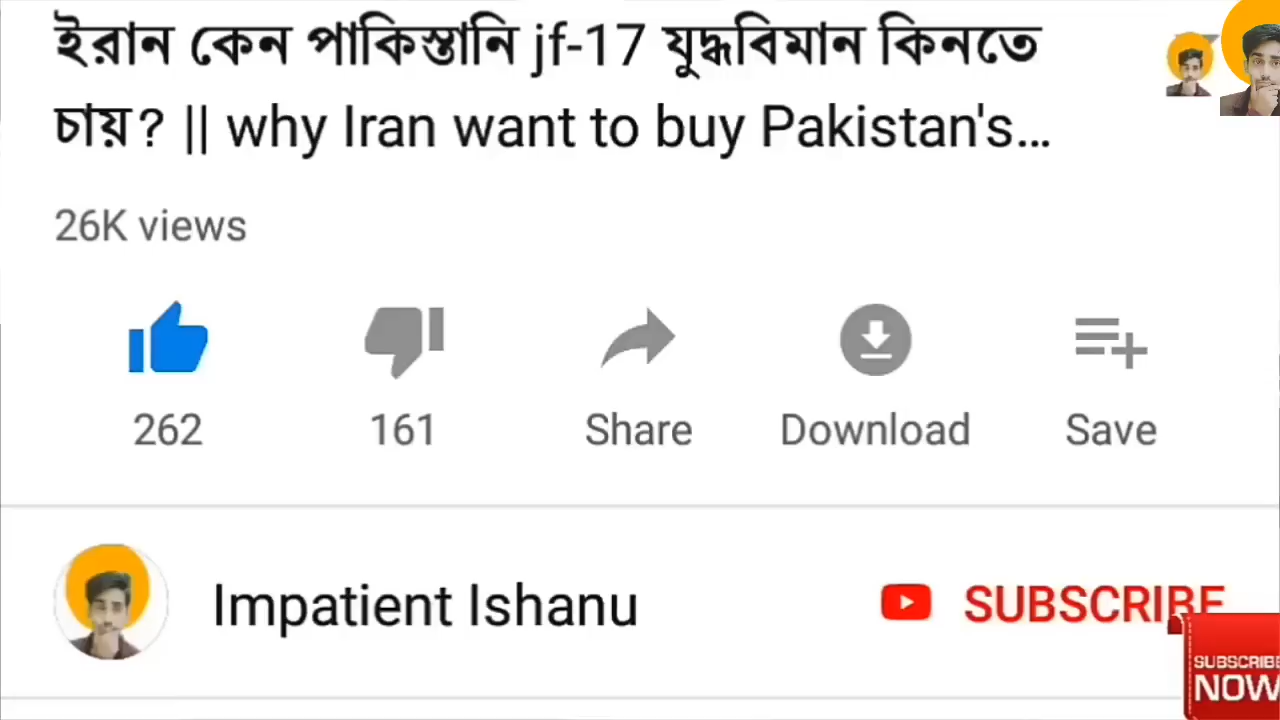 ইরান কেন পাকিস্তানি jf-17 যুদ্ধবিমান কিনতে
চায়? || why Iran want to buy Pakistan's...
26K views
262
161
Share
Download
Save
Impatient Ishanu
SUBSCRIBE
SUBSCRIBE
NOW